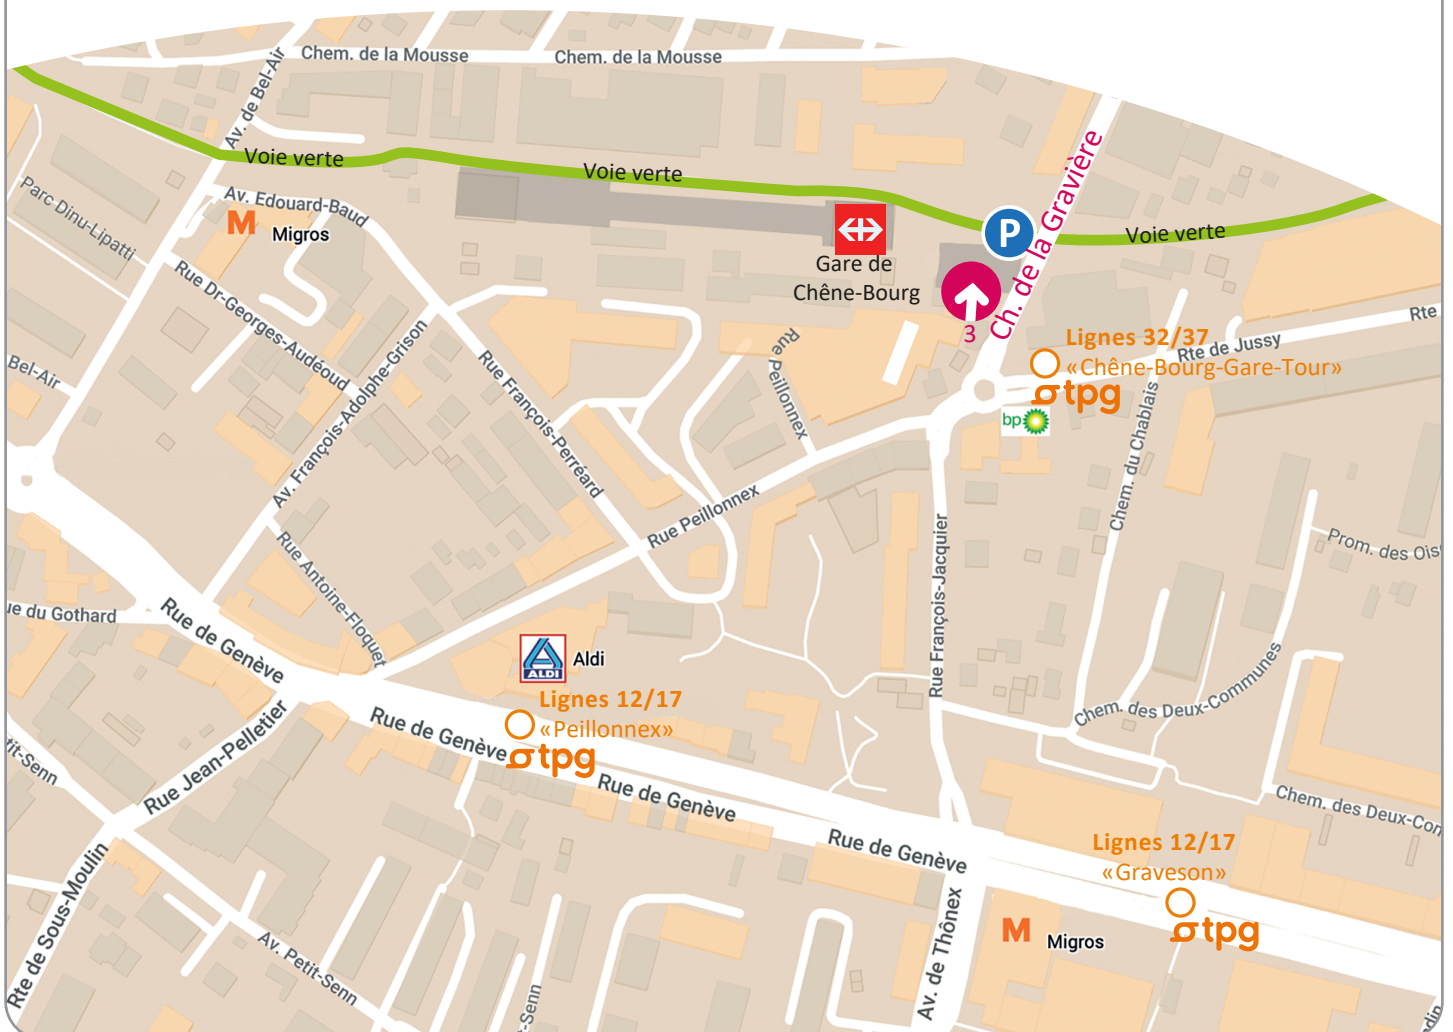 Chem. de la Mousse
Chem. de la Mousse
Av. de Bel-Air
Voie verte
Voie verte
Voie verte
Ch. de la Gravière
P
Parc Dinu-Lipatti
Av. Edouard-Baud
M
Migros
Gare de
Chêne-Bourg
3
Rue Dr-Georges-Audéoud
Bel-Air
Av. François-Adolphe-Grison
Rue François-Perréard
Rue Peillonnex
Lignes 32/37
«Chêne-Bourg-Gare-Tour»
tpg
Rte de Jussy
Rte
bp
Chem. du Chablais
Rue Peillonnex
Rue Antoine-Floquet
Rue François-Jacquier
Prom. des Ois
ue du Gothard
Rue de Genève
ALDI
Aldi
Lignes 12/17
«Peillonnex»
tpg
Rue de Genève
Rue de Genève
Rue de Genève
Chem. des Deux-Communes
Chem. des Deux-Con
Rue Jean-Pelletier
tit-Senn
Rte de Sous-Moulin
Av. Petit-Senn
-Senn
Av. de Thônex
Lignes 12/17
«Graveson»
tpg
M
Migros